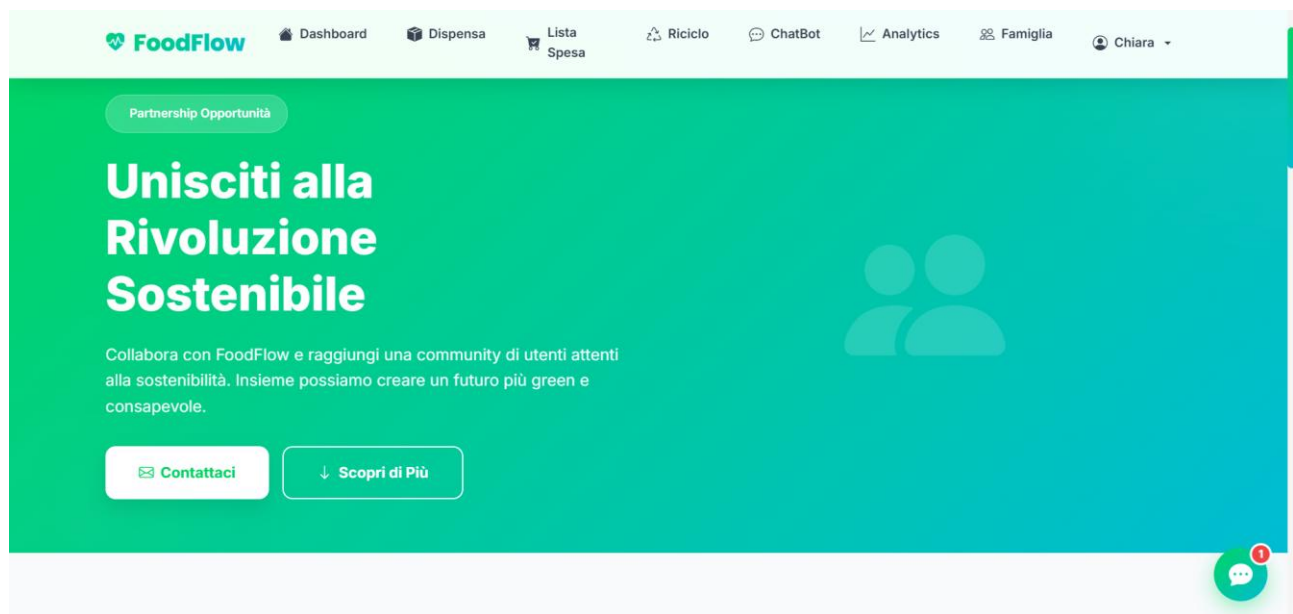 FoodFlow
Dashboard
Dispensa
Lista
Spesa
Riciclo
ChatBot
Analytics
Famiglia
Chiara
Partnership Opportunità
Unisciti alla
Rivoluzione
Sostenibile
Collabora con FoodFlow e raggiungi una community di utenti attenti
alla sostenibilità. Insieme possiamo creare un futuro più green e
consapevole.
Contattaci
Scopri di Più
1